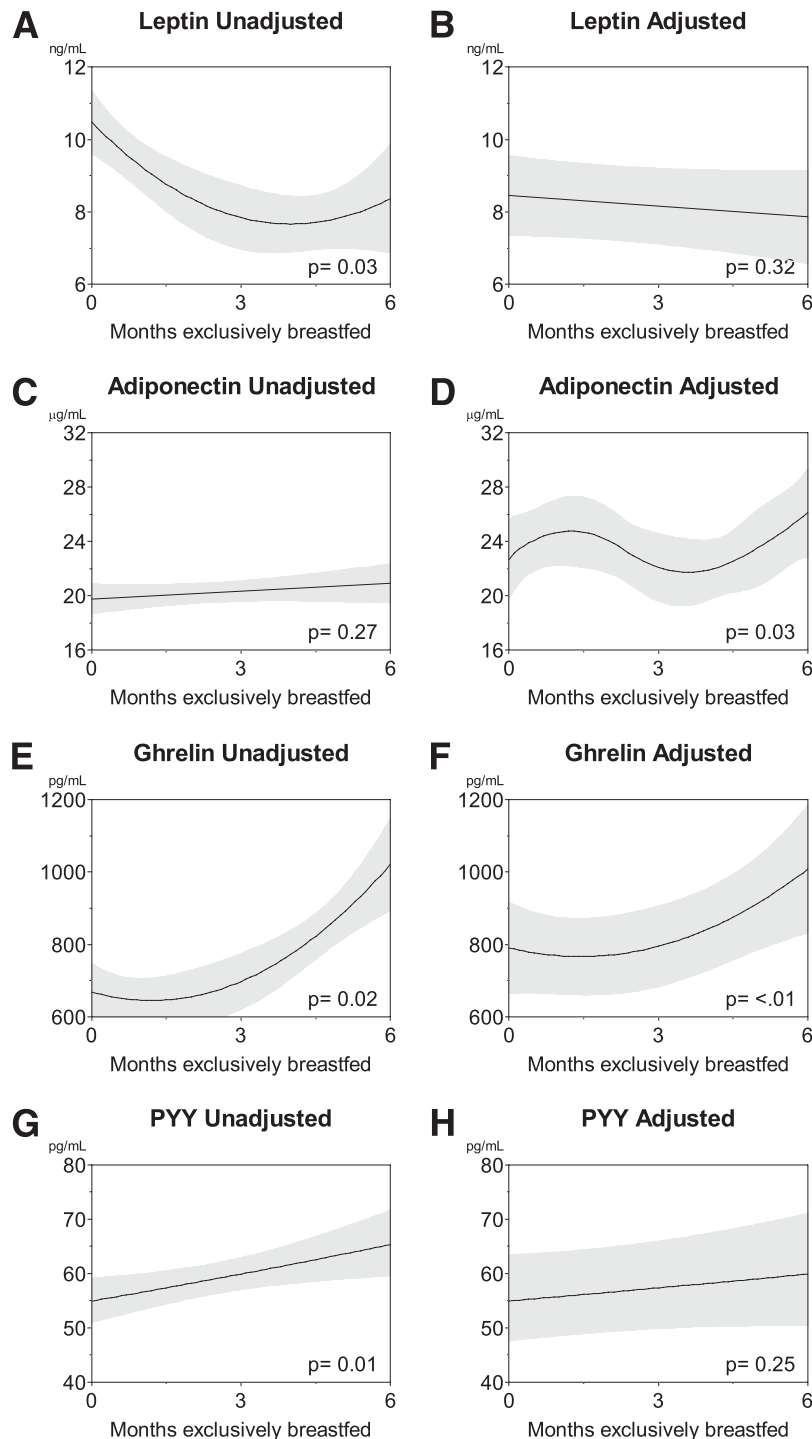 A Leptin Unadjusted
ng/mL
12
10
8
6
p= 0.03
0 3 6
Months exclusively breastfed
B Leptin Adjusted
ng/mL
12
10
8
6
p= 0.32
0 3 6
Months exclusively breastfed
C Adiponectin Unadjusted
μg/mL
32
28
24
20
16
p= 0.27
0 3 6
Months exclusively breastfed
D Adiponectin Adjusted
μg/mL
32
28
24
20
16
p= 0.03
0 3 6
Months exclusively breastfed
E Ghrelin Unadjusted
pg/mL
1200
1000
800
600
p= 0.02
0 3 6
Months exclusively breastfed
F Ghrelin Adjusted
pg/mL
1200
1000
800
600
p= <.01
0 3 6
Months exclusively breastfed
G PYY Unadjusted
pg/mL
80
70
60
50
40
p= 0.01
0 3 6
Months exclusively breastfed
H PYY Adjusted
pg/mL
80
70
60
50
40
p= 0.25
0 3 6
Months exclusively breastfed